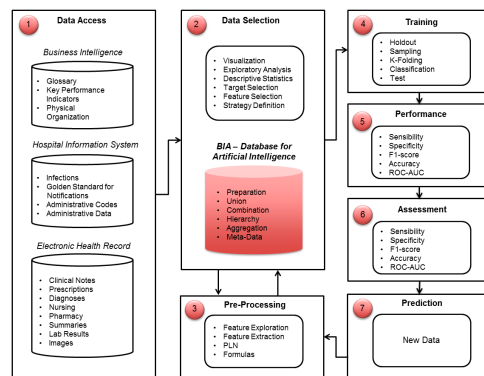 1
Data Access
Business Intelligence
• Glossary
• Key Performance
Indicators
• Physical
Organization
Hospital Information System
• Infections
• Golden Standard for
Notifications
• Administrative Codes
• Administrative Data
Electronic Health Record
• Clinical Notes
• Prescriptions
• Diagnoses
• Nursing
• Pharmacy
• Summaries
• Lab Results
• Images
2
Data Selection
• Visualization
• Exploratory Analysis
• Descriptive Statistics
• Target Selection
• Feature Selection
• Strategy Definition
BIA – Database for
Artificial Intelligence
• Preparation
• Union
• Combination
• Hierarchy
• Aggregation
• Meta-Data
3
Pre-Processing
• Feature Exploration
• Feature Extraction
• PLN
• Formulas
4
Training
• Holdout
• Sampling
• K-Folding
• Classification
• Test
5
Performance
• Sensibility
• Specificity
• F1-score
• Accuracy
• ROC-AUC
6
Assessment
• Sensibility
• Specificity
• F1-score
• Accuracy
• ROC-AUC
7
Prediction
New Data